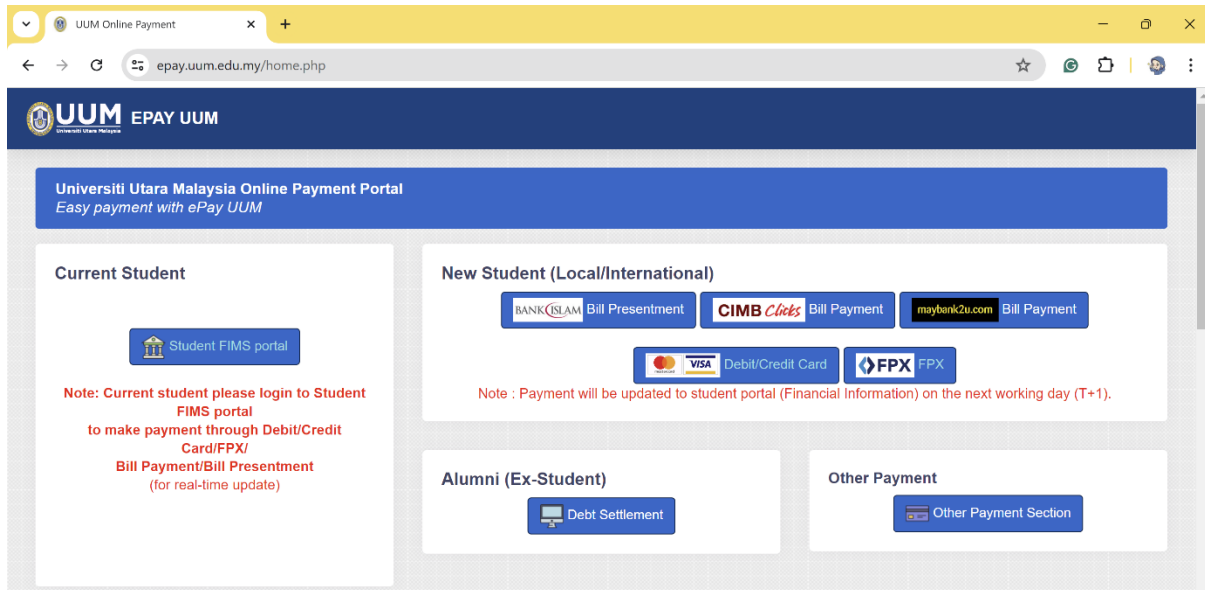 UUM Online Payment
epay.uum.edu.my/home.php
UUM
Universiti Utara Malaysia
EPAY UUM
Universiti Utara Malaysia Online Payment Portal
Easy payment with ePay UUM
Current Student
Student FIMS portal
Note: Current student please login to Student
FIMS portal
to make payment through Debit/Credit
Card/FPX/
Bill Payment/Bill Presentment
(for real-time update)
New Student (Local/International)
BANK ISLAM Bill Presentment
CIMB Clicks Bill Payment
maybank2u.com Bill Payment
VISA Debit/Credit Card
FPX FPX
Note : Payment will be updated to student portal (Financial Information) on the next working day (T+1).
Alumni (Ex-Student)
Debt Settlement
Other Payment
Other Payment Section